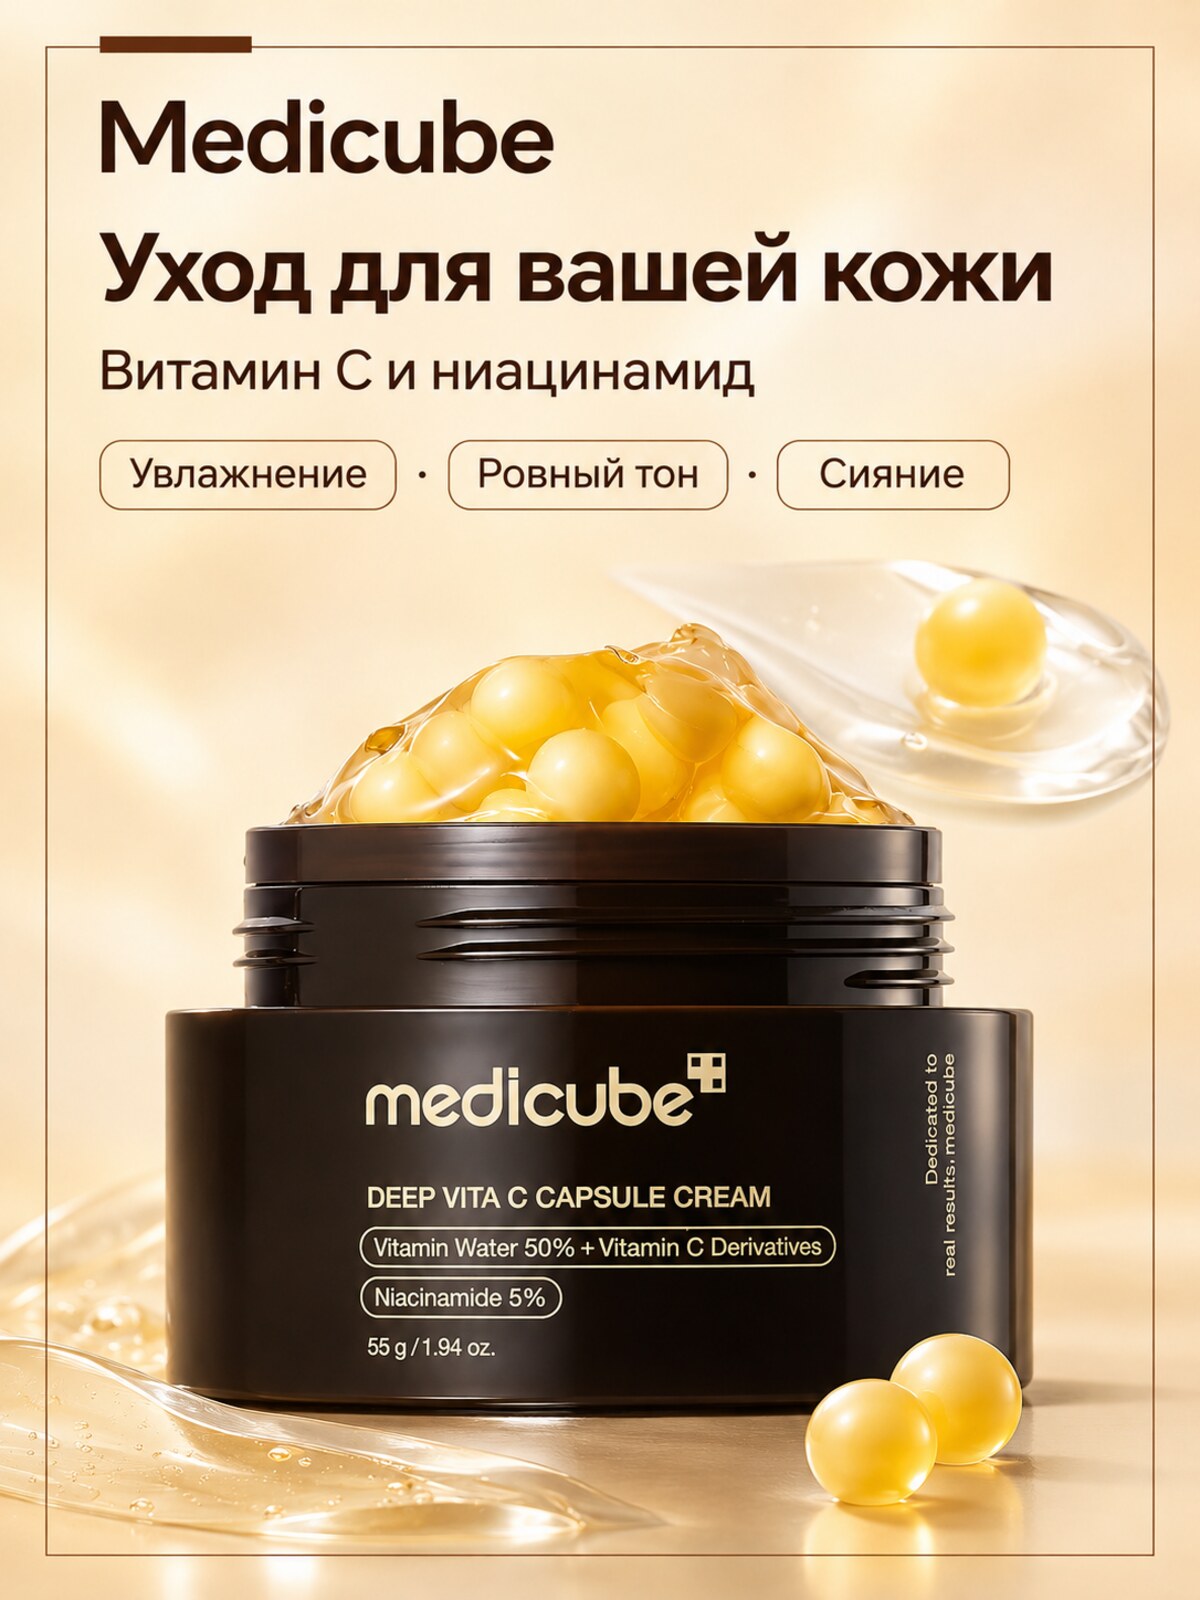 Medicube
Уход для вашей кожи
Витамин С и ниацинамид
Увлажнение · Ровный тон · Сияние
medicube
DEEP VITA C CAPSULE CREAM
Vitamin Water 50% + Vitamin C Derivatives
Niacinamide 5%
55 g / 1.94 oz.
Dedicated to
real results, medicube